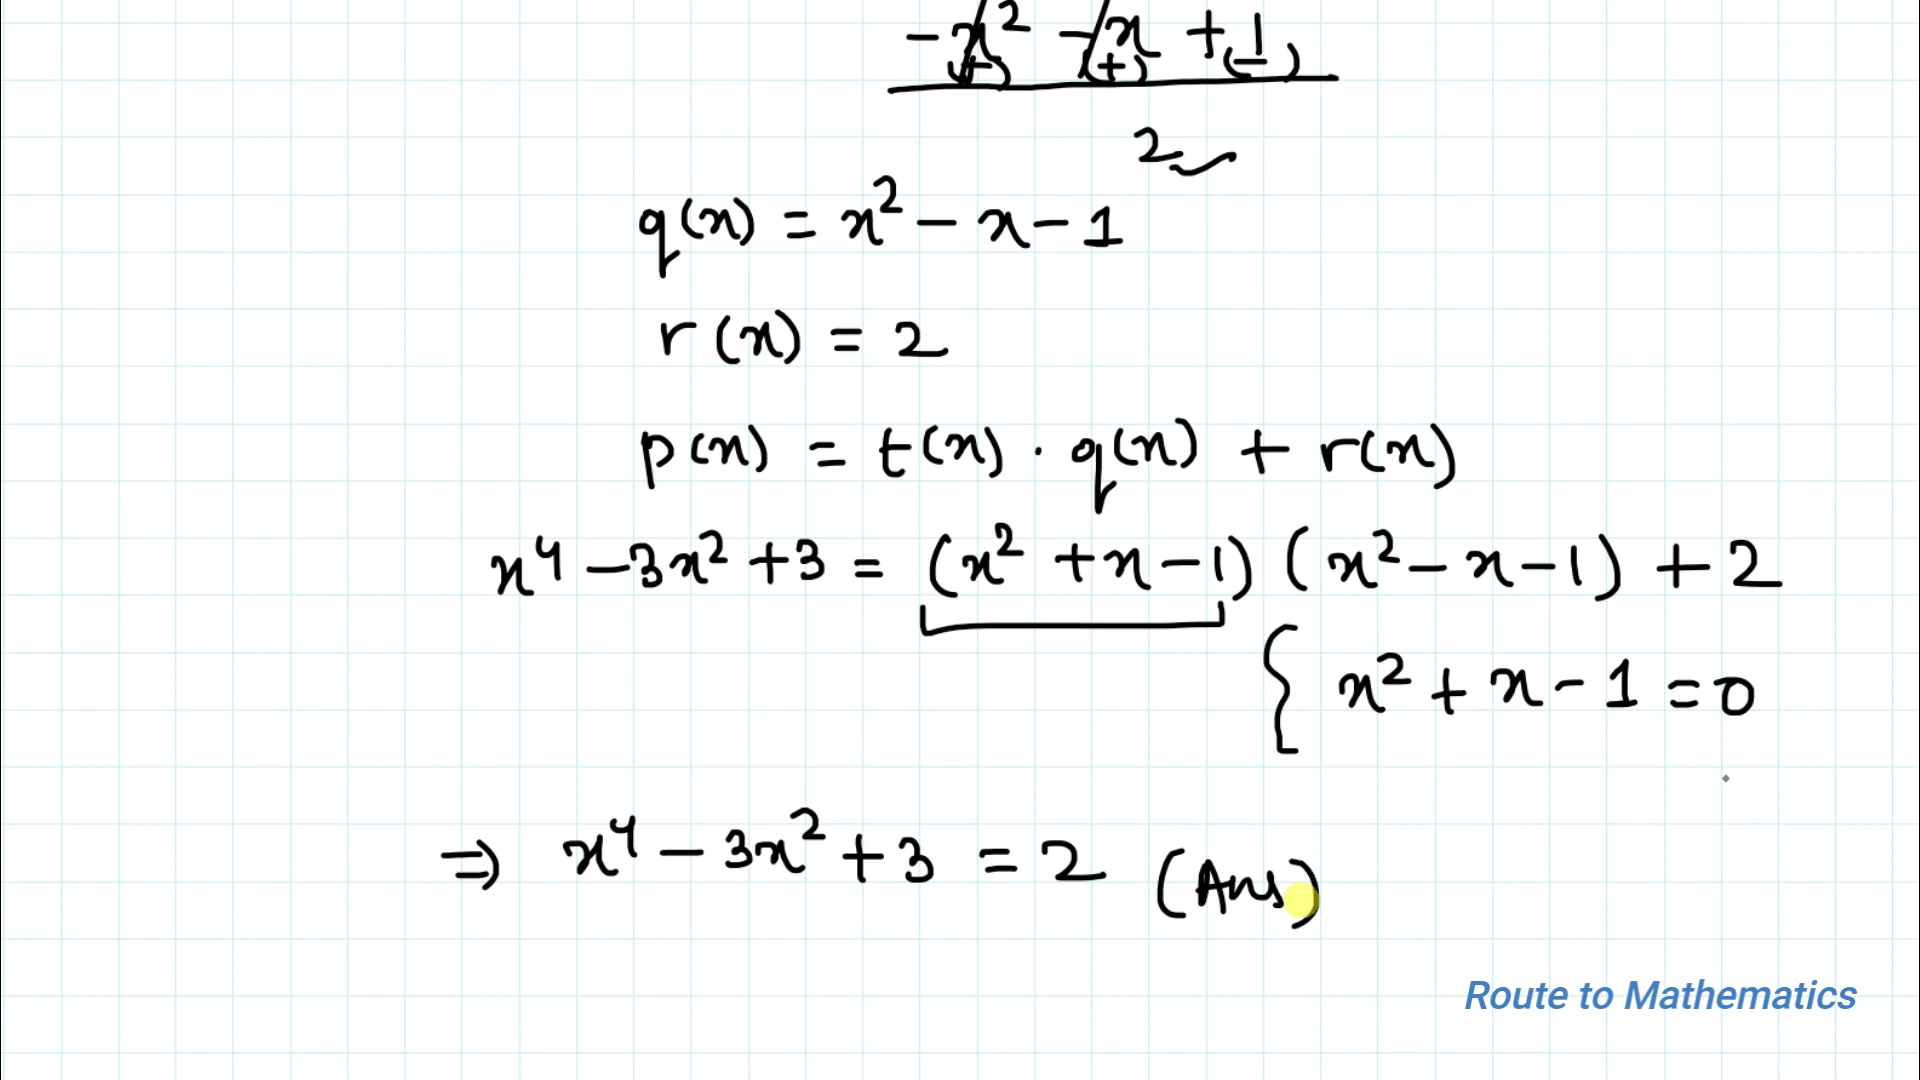 -x² -x +1
(+) (+) (-)
2
q(x) = x² - x - 1
r(x) = 2
p(x) = t(x) · q(x) + r(x)
x⁴ - 3x² + 3 = (x² + x - 1) (x² - x - 1) + 2
{ x² + x - 1 = 0
⇒ x⁴ - 3x² + 3 = 2 (Ans)
Route to Mathematics